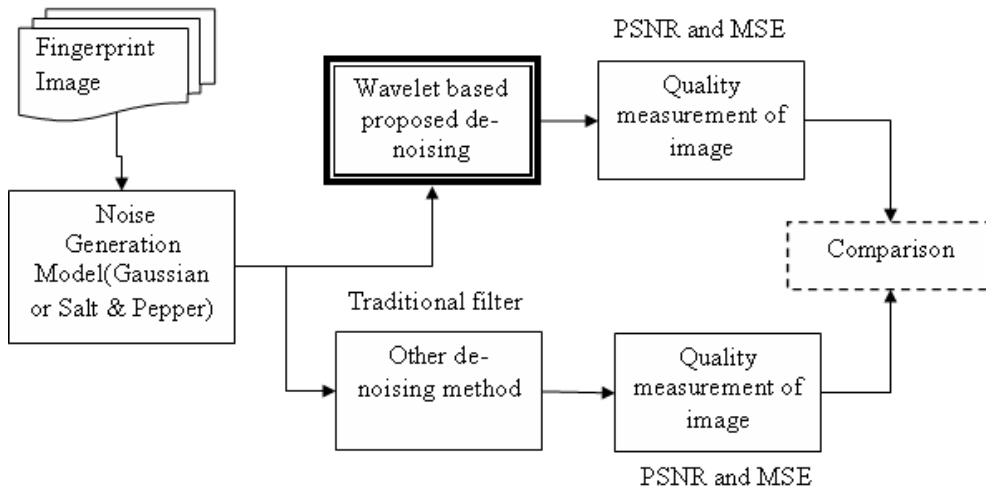 Fingerprint
Image
Noise
Generation
Model(Gaussian
or Salt & Pepper)
Wavelet based
proposed de-
noising
PSNR and MSE
Quality
measurement of
image
Comparison
Traditional filter
Other de-
noising method
Quality
measurement of
image
PSNR and MSE